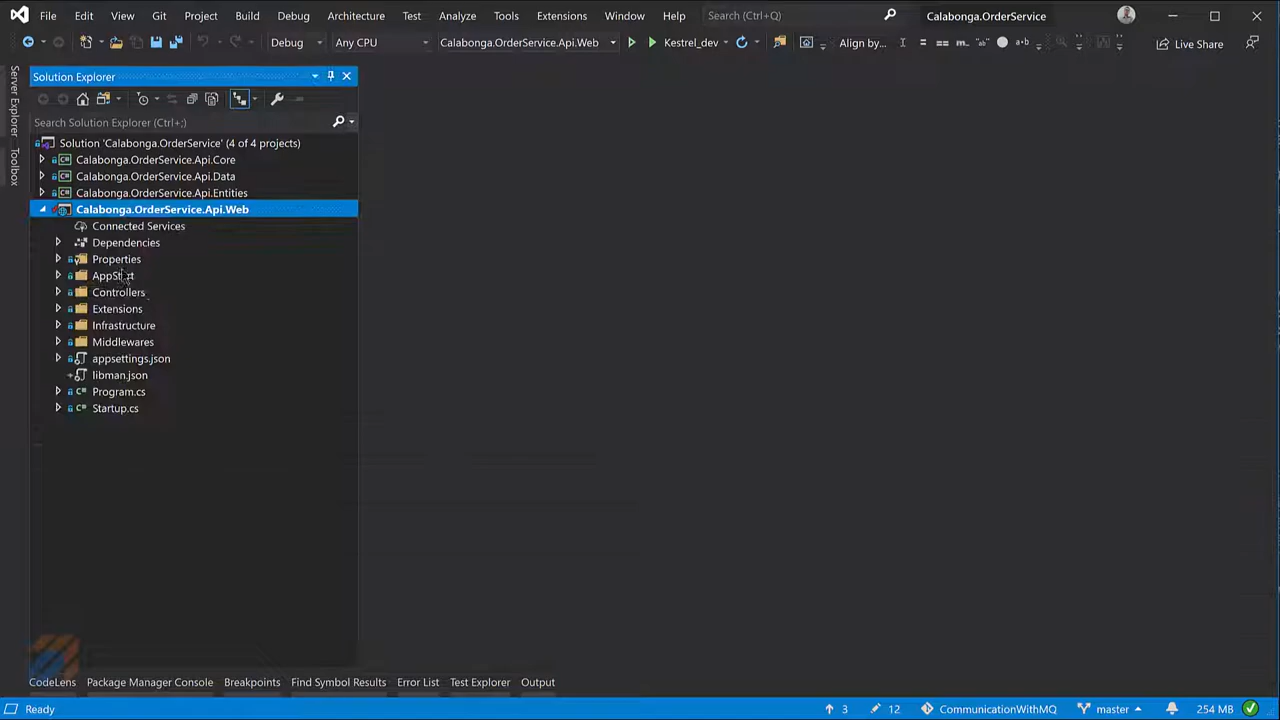 File Edit View Git Project Build Debug Architecture Test Analyze Tools Extensions Window Help Search (Ctrl+Q) Calabonga.OrderService
Debug Any CPU Calabonga.OrderService.Api.Web Kestrel_dev Align by... Live Share
Server Explorer
Toolbox
Solution Explorer
Search Solution Explorer (Ctrl+;)
Solution 'Calabonga.OrderService' (4 of 4 projects)
Calabonga.OrderService.Api.Core
Calabonga.OrderService.Api.Data
Calabonga.OrderService.Api.Entities
Calabonga.OrderService.Api.Web
Connected Services
Dependencies
Properties
AppStart
Controllers
Extensions
Infrastructure
Middlewares
appsettings.json
libman.json
Program.cs
Startup.cs
CodeLens Package Manager Console Breakpoints Find Symbol Results Error List Test Explorer Output
Ready 3 12 CommunicationWithMQ master 254 MB